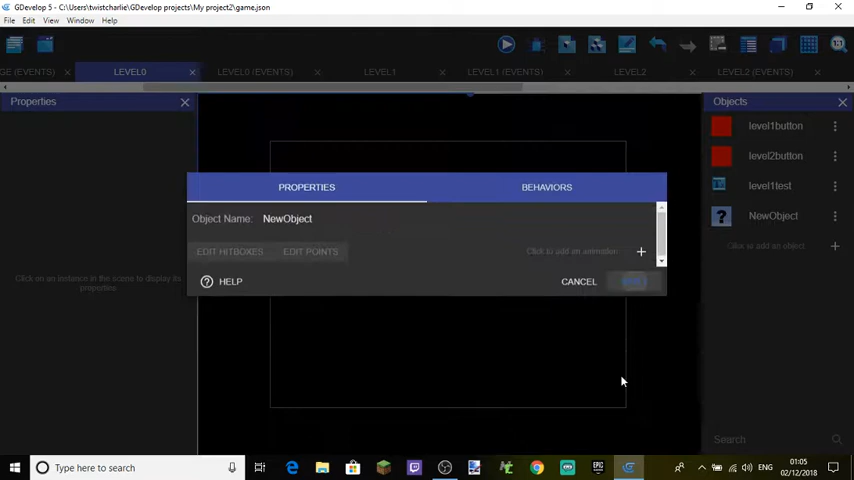 GDevelop 5 - C:\Users\twistcharlie\GDevelop projects\My project2\game.json
File Edit View Window Help
GE (EVENTS) LEVEL0 LEVEL0 (EVENTS) LEVEL1 LEVEL1 (EVENTS) LEVEL2 LEVEL2 (EVENTS)
Properties
Objects
level1button
level2button
level1test
NewObject
Click to add an object
Search
PROPERTIES BEHAVIORS
Object Name: NewObject
EDIT HITBOXES EDIT POINTS Click to add an animation
HELP CANCEL
Click on an instance in the scene to display its
properties
Type here to search
EPIC
ENG
01:05
02/12/2018